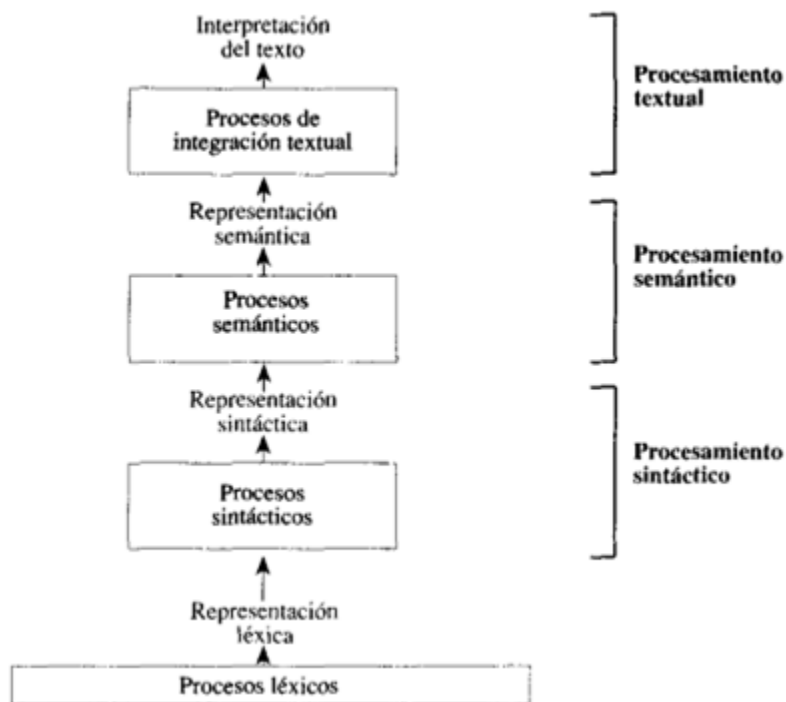 Interpretación
del texto
Procesamiento
textual
Procesos de
integración textual
Representación
semántica
Procesamiento
semántico
Procesos
semánticos
Representación
sintáctica
Procesamiento
sintáctico
Procesos
sintácticos
Representación
léxica
Procesos léxicos